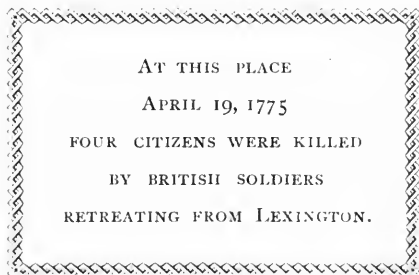 At this place
April 19, 1775
four citizens were killed
by british soldiers
retreating from Lexington.